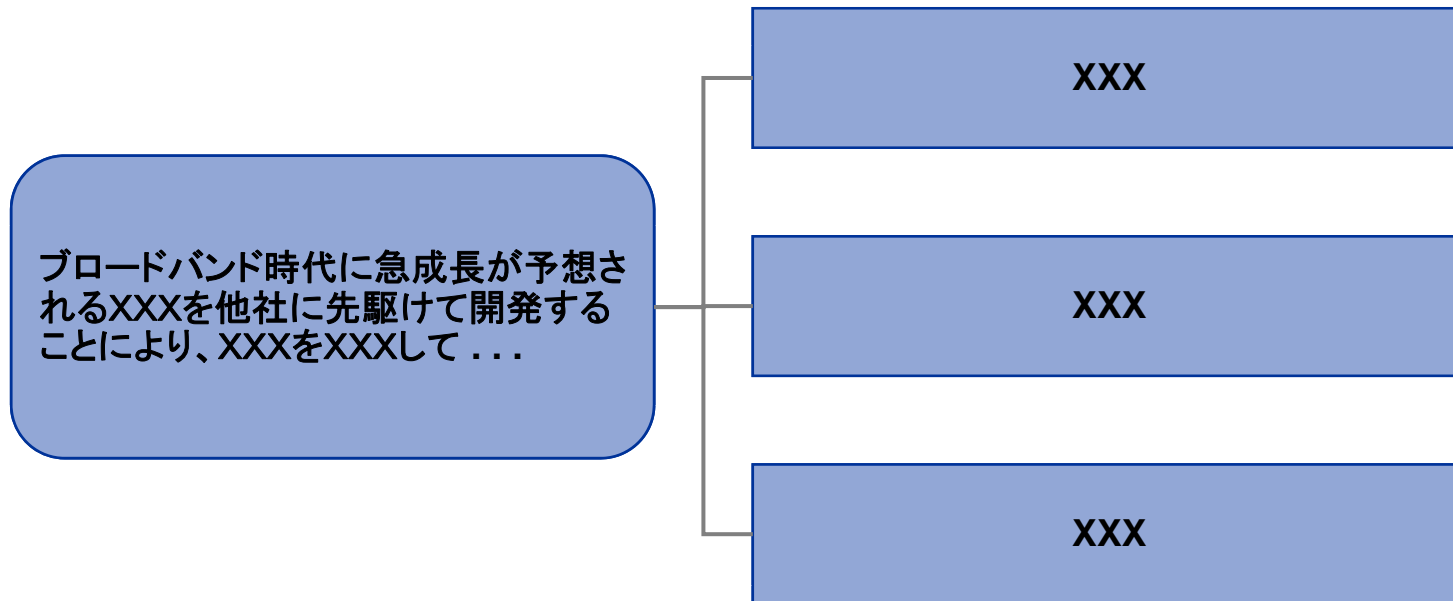 ブロードバンド時代に急成長が予想さ
れるXXXを他社に先駆けて開発する
ことにより、XXXをXXXして . . .
XXX
XXX
XXX